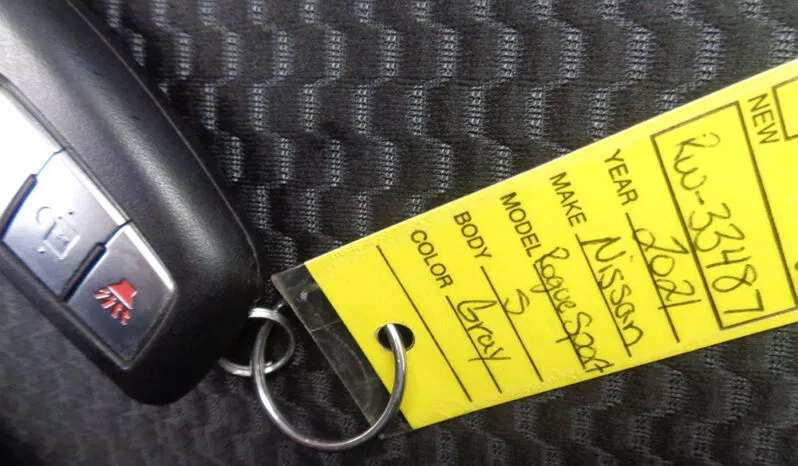 NEW
RW-33487
YEAR 2021
MAKE Nissan
MODEL Rogue Sport
BODY S
COLOR Gray